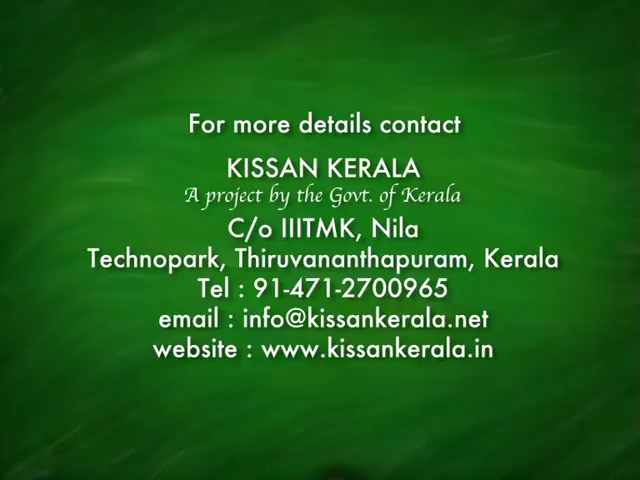 For more details contact
KISSAN KERALA
A project by the Govt. of Kerala
C/o IIITMK, Nila
Technopark, Thiruvananthapuram, Kerala
Tel : 91-471-2700965
email : info@kissankerala.net
website : www.kissankerala.in